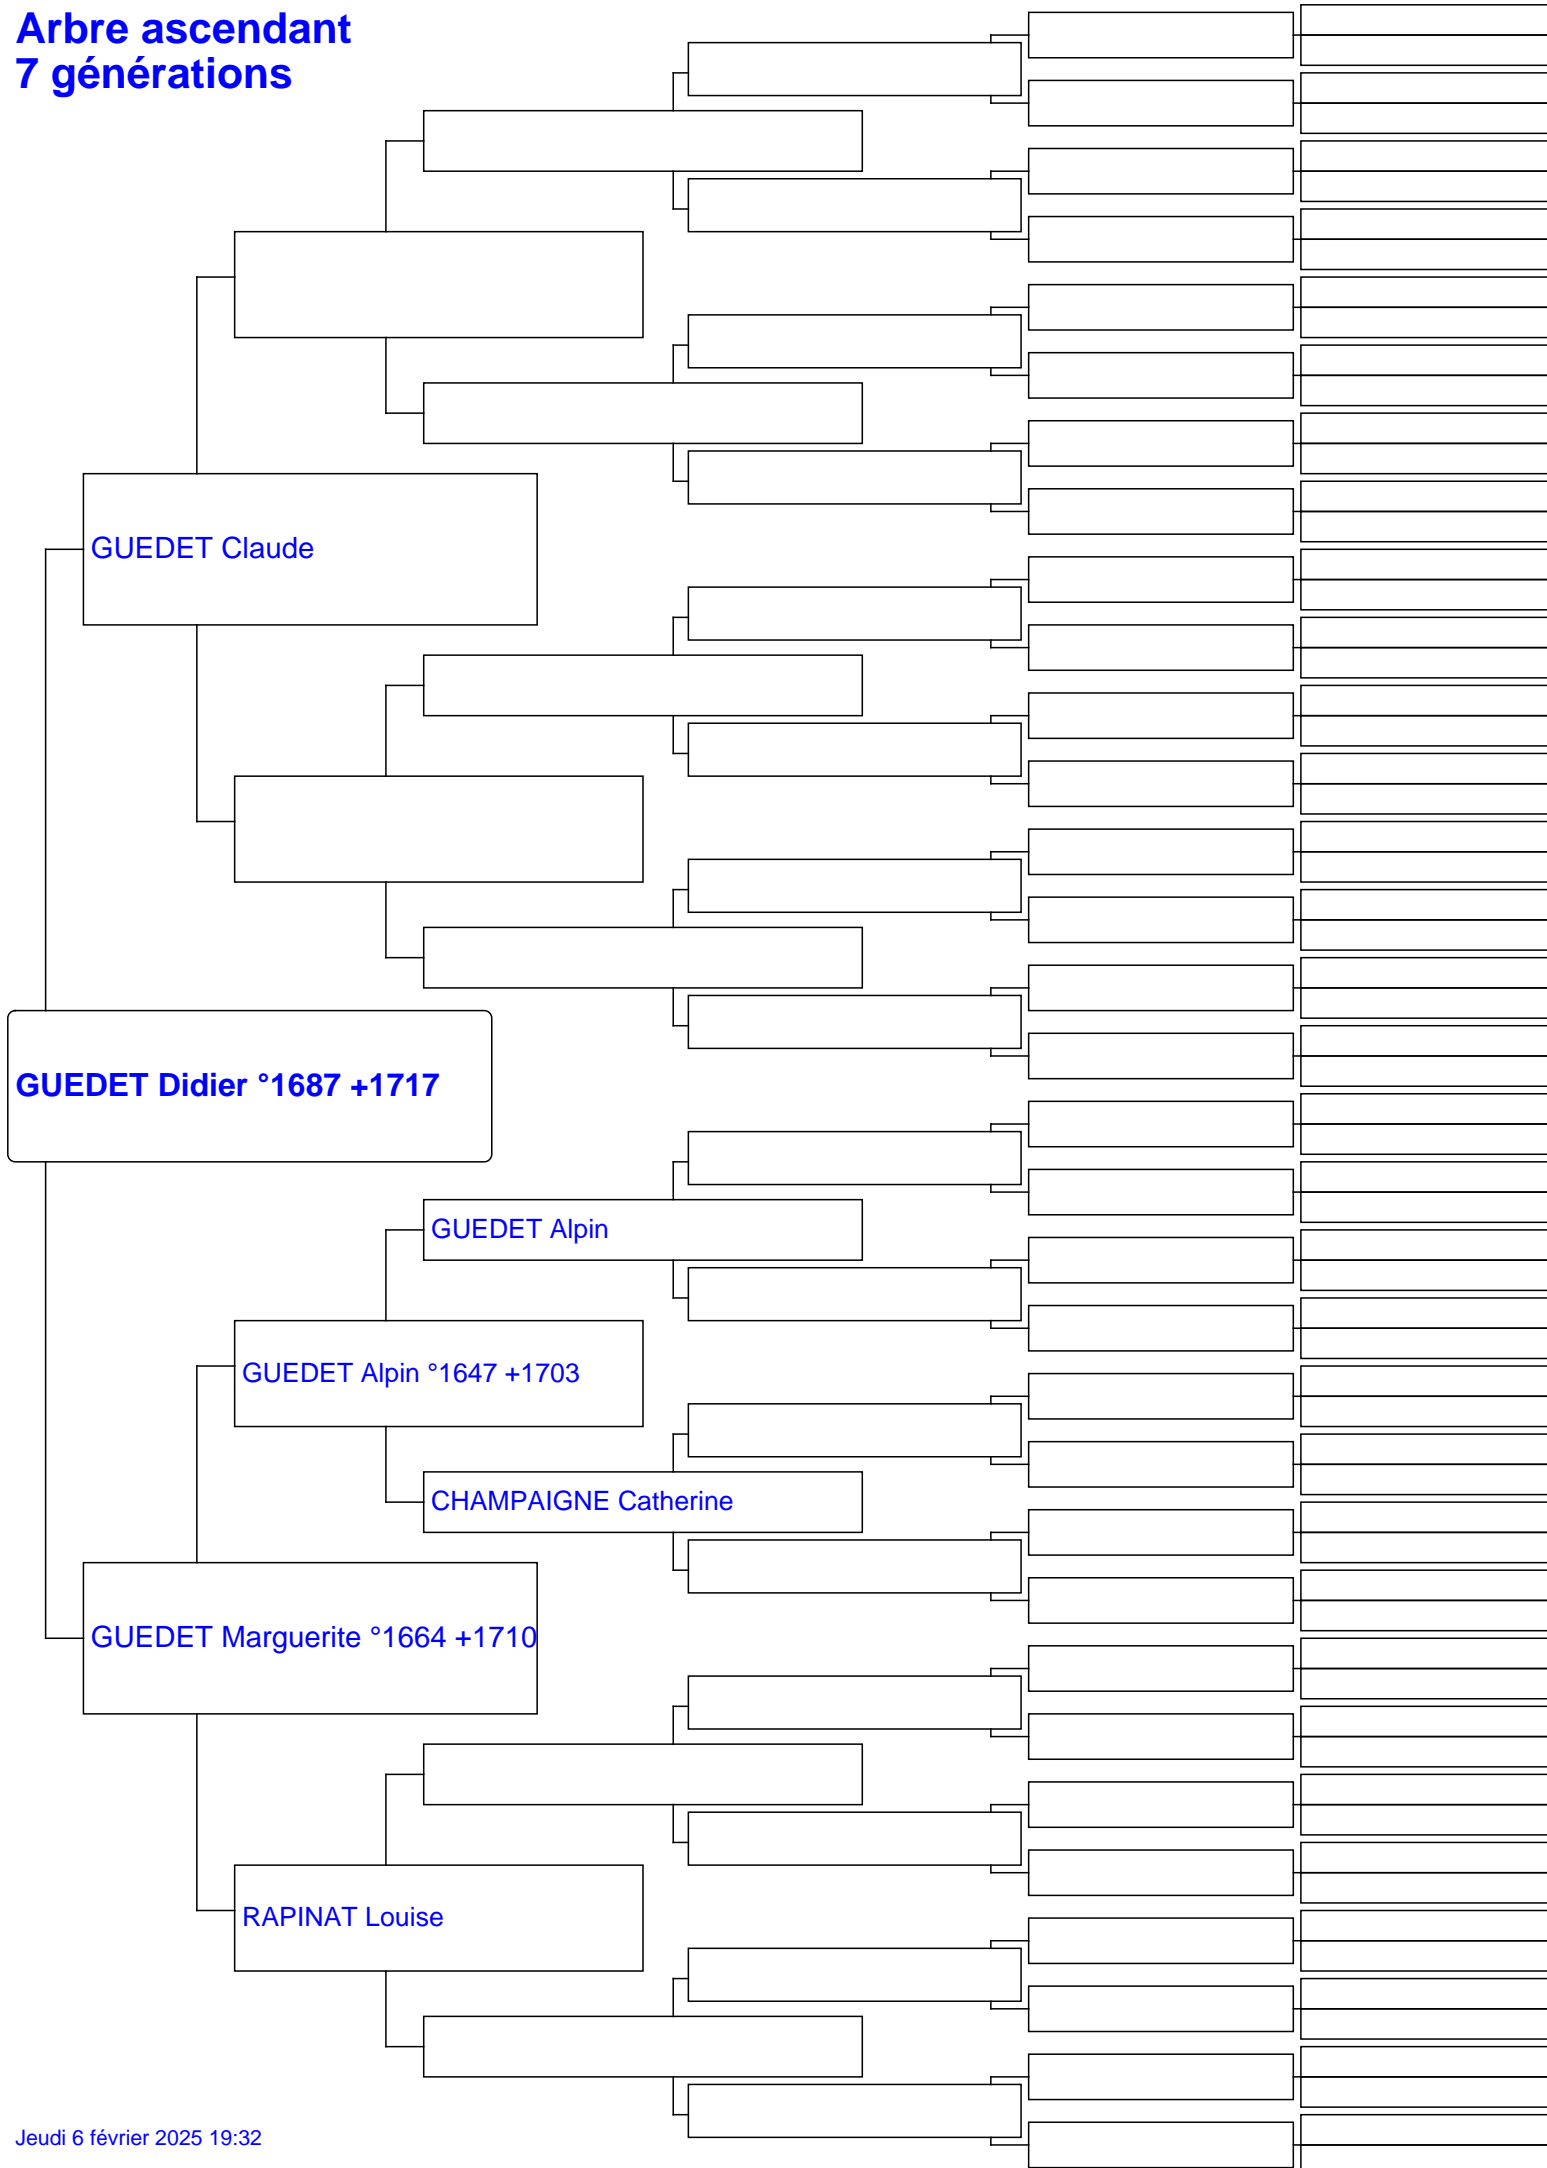 Arbre ascendant
7 générations
GUEDET Claude
GUEDET Didier °1687 +1717
GUEDET Alpin
GUEDET Alpin °1647 +1703
CHAMPAIGNE Catherine
GUEDET Marguerite °1664 +1710
RAPINAT Louise
Jeudi 6 février 2025 19:32